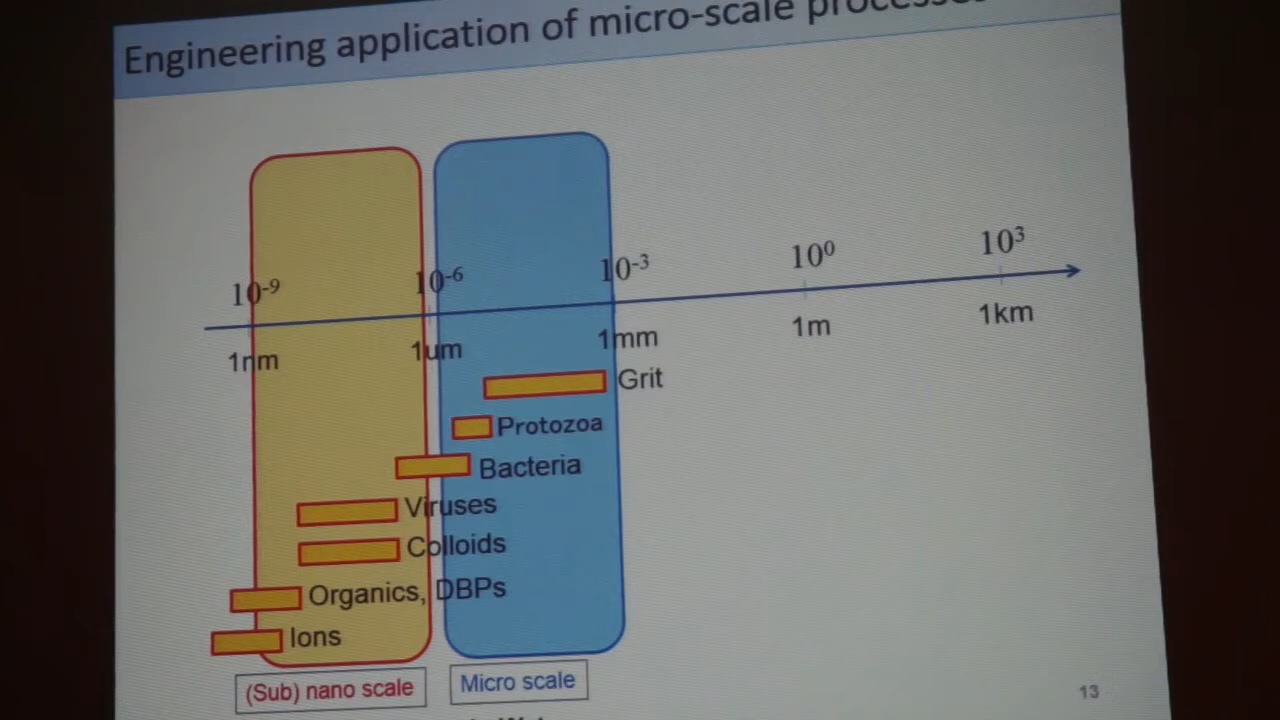 Engineering application of micro-scale processes
10-9 10-6 10-3 100 103
1nm 1um 1mm 1m 1km
Grit
Protozoa
Bacteria
Viruses
Colloids
Organics, DBPs
Ions
(Sub) nano scale
Micro scale
13